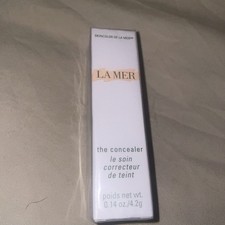 LA MER
the concealer
le soin
correcteur
de teint
poids net wt.
0.14 oz./4.2g